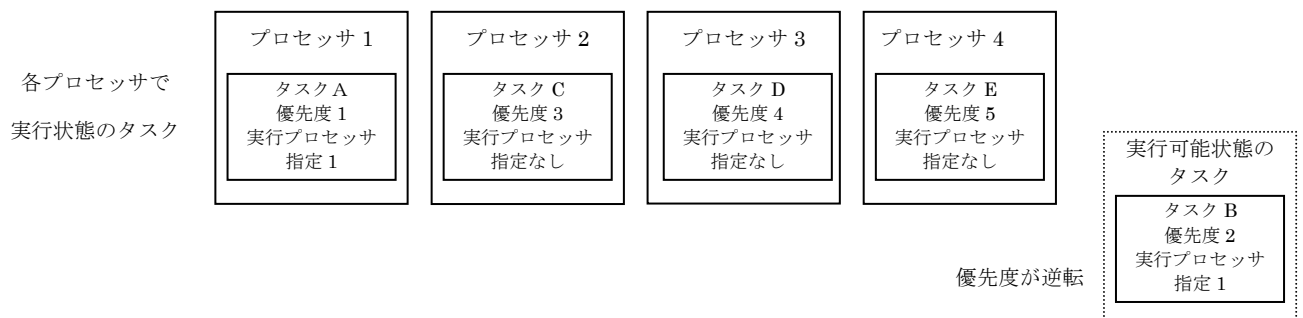 各プロセッサで
実行状態のタスク
プロセッサ 1
タスク A
優先度 1
実行プロセッサ
指定 1
プロセッサ 2
タスク C
優先度 3
実行プロセッサ
指定なし
プロセッサ 3
タスク D
優先度 4
実行プロセッサ
指定なし
プロセッサ 4
タスク E
優先度 5
実行プロセッサ
指定なし
優先度が逆転
実行可能状態の
タスク
タスク B
優先度 2
実行プロセッサ
指定 1